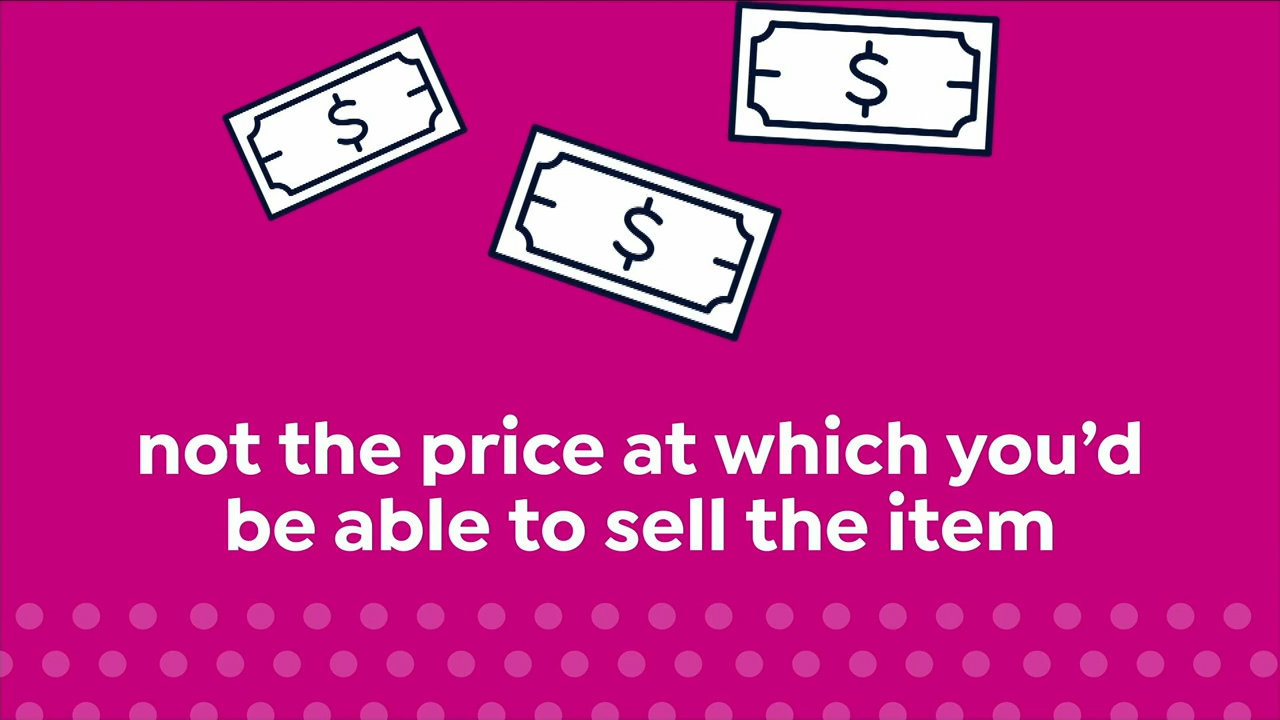 $
$
$
not the price at which you’d
be able to sell the item